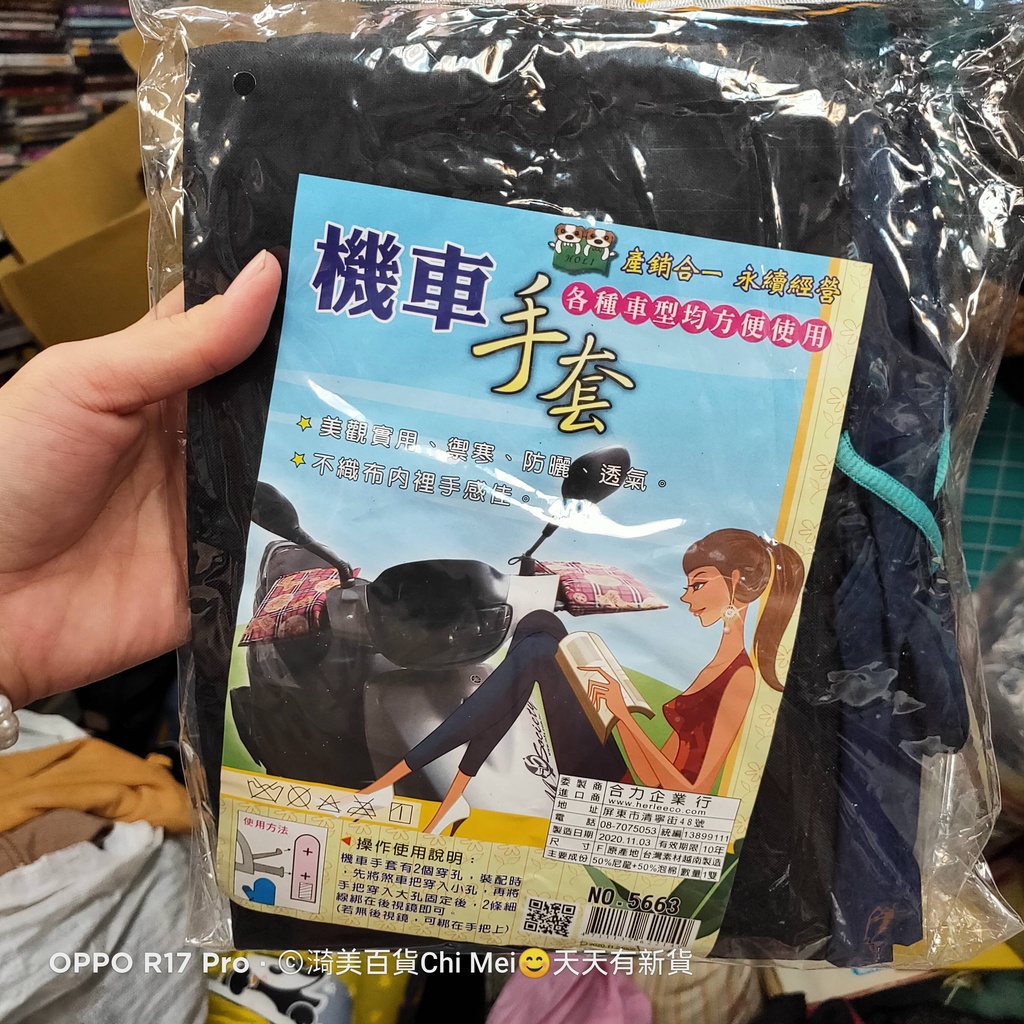 機車
手套
HOLI
產銷合一 永續經營
各種車型均方便使用
美觀實用、禦寒、防曬、透氣。
不織布內裡手感佳。
Society
使用方法
操作使用說明：
機車手套有2個穿孔，裝配時
，先將煞車把穿入小孔，再將
手把穿入大孔固定後，2條細
線綁在後視鏡即可。
(若無後視鏡，可綁在手把上)
委製商
進口商 合力企業行
www.herleeco.com
地址 屏東市清寧街48號
電話 08-7075053 統編 13899111
製造日期 2020.11.03 有效期限 10年
尺寸 F 原產地 台灣素材越南製造
主要成份 50%尼龍+50%泡棉 數量 1雙
NO.5663
OPPO R17 Pro · ©漪美百貨Chi Mei😊天天有新貨